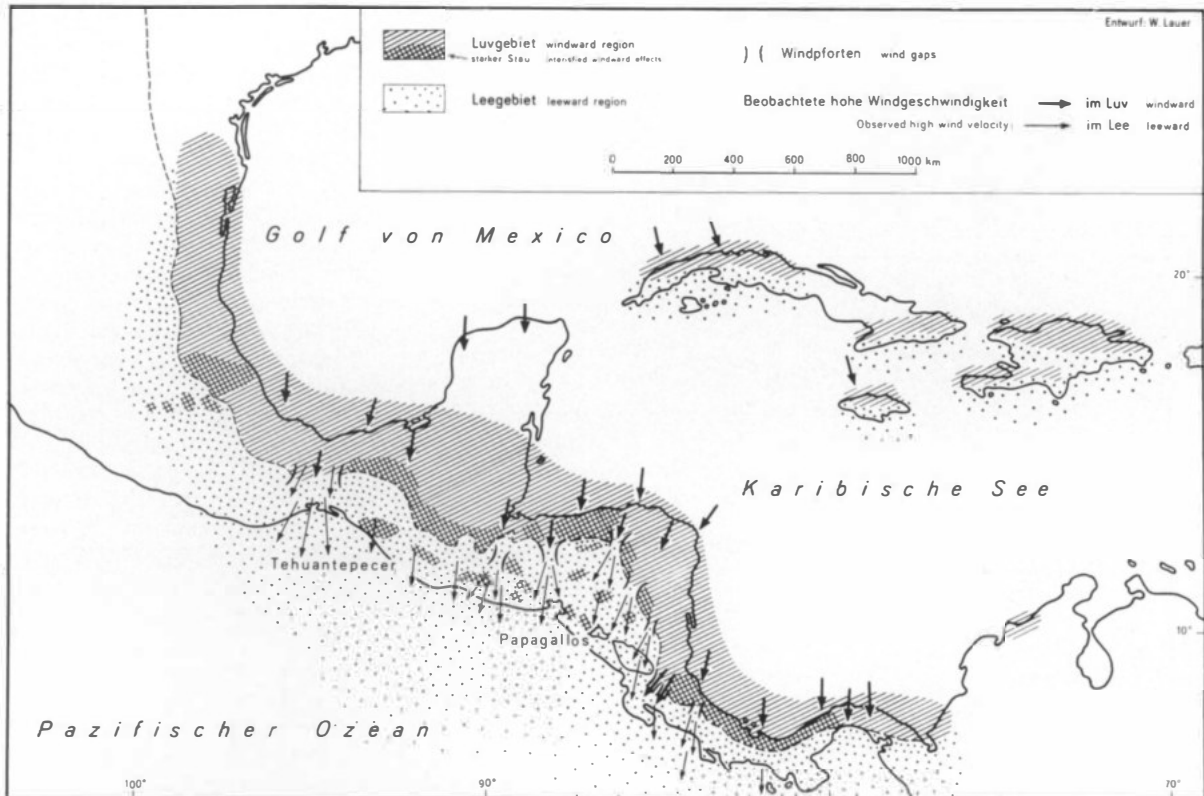 Entwurf: W. Lauer
Luvgebiet windward region
starker Stau intensified windward effects
Leegebiet leeward region
) ( Windpforten wind gaps
Beobachtete hohe Windgeschwindigkeit → im Luv windward
Observed high wind velocity: → im Lee leeward
0 200 400 600 800 1000 km
Golf von Mexico
20°
Karibische See
Tehuantepecer
Papagallos
10°
Pazifischer Ozean
100° 90° 70°